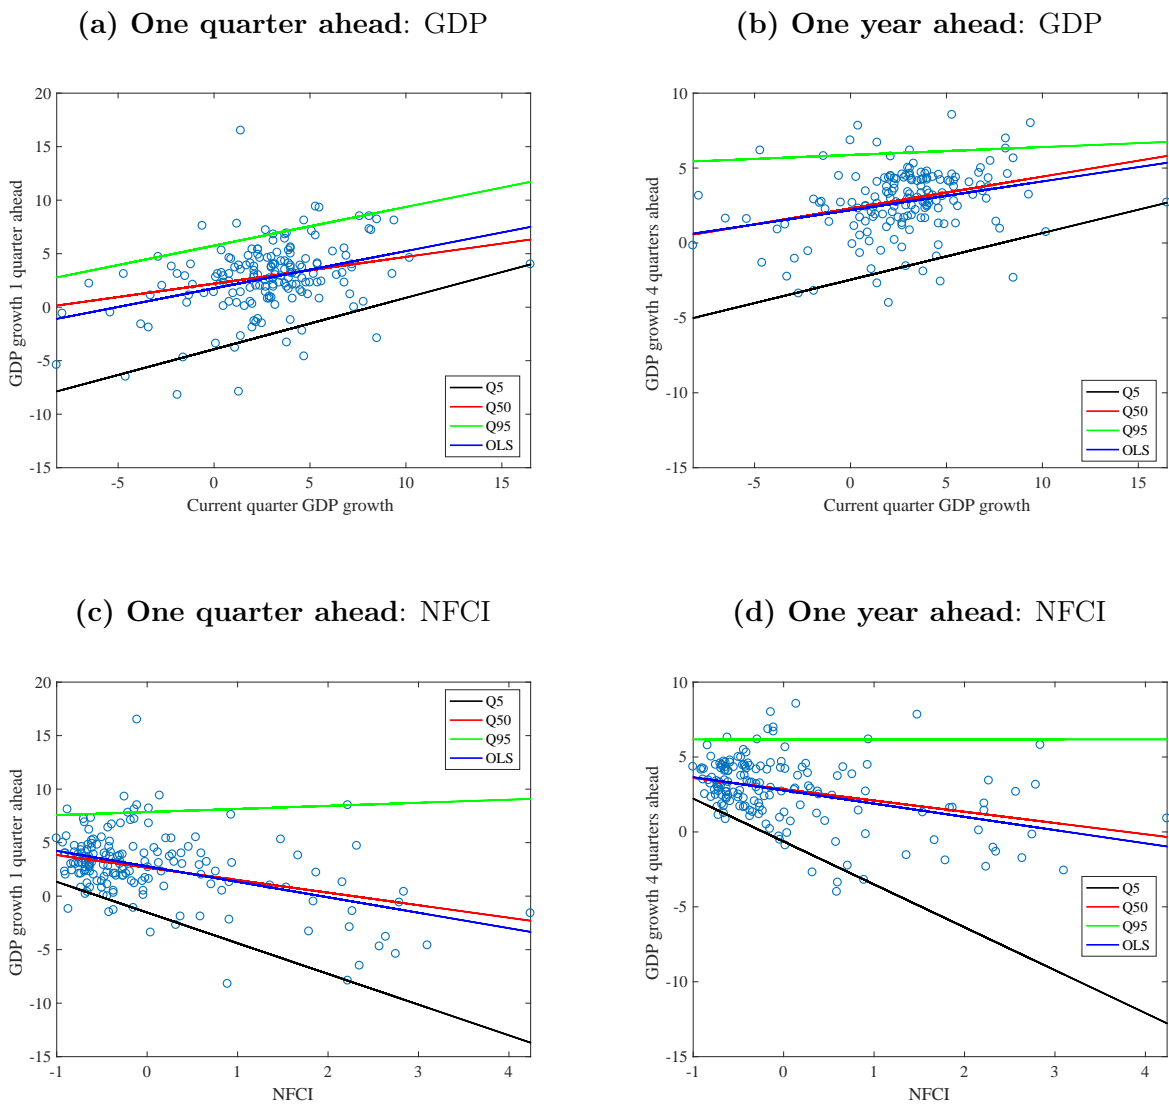 (a) One quarter ahead: GDP
GDP growth 1 quarter ahead
20
15
10
5
0
-5
-10
-15
-5
0
5
10
15
Current quarter GDP growth
Q5
Q50
Q95
OLS
(b) One year ahead: GDP
GDP growth 4 quarters ahead
10
5
0
-5
-10
-15
-5
0
5
10
15
Current quarter GDP growth
Q5
Q50
Q95
OLS
(c) One quarter ahead: NFCI
GDP growth 1 quarter ahead
20
15
10
5
0
-5
-10
-15
-1
0
1
2
3
4
NFCI
Q5
Q50
Q95
OLS
(d) One year ahead: NFCI
GDP growth 4 quarters ahead
10
5
0
-5
-10
-15
-1
0
1
2
3
4
NFCI
Q5
Q50
Q95
OLS